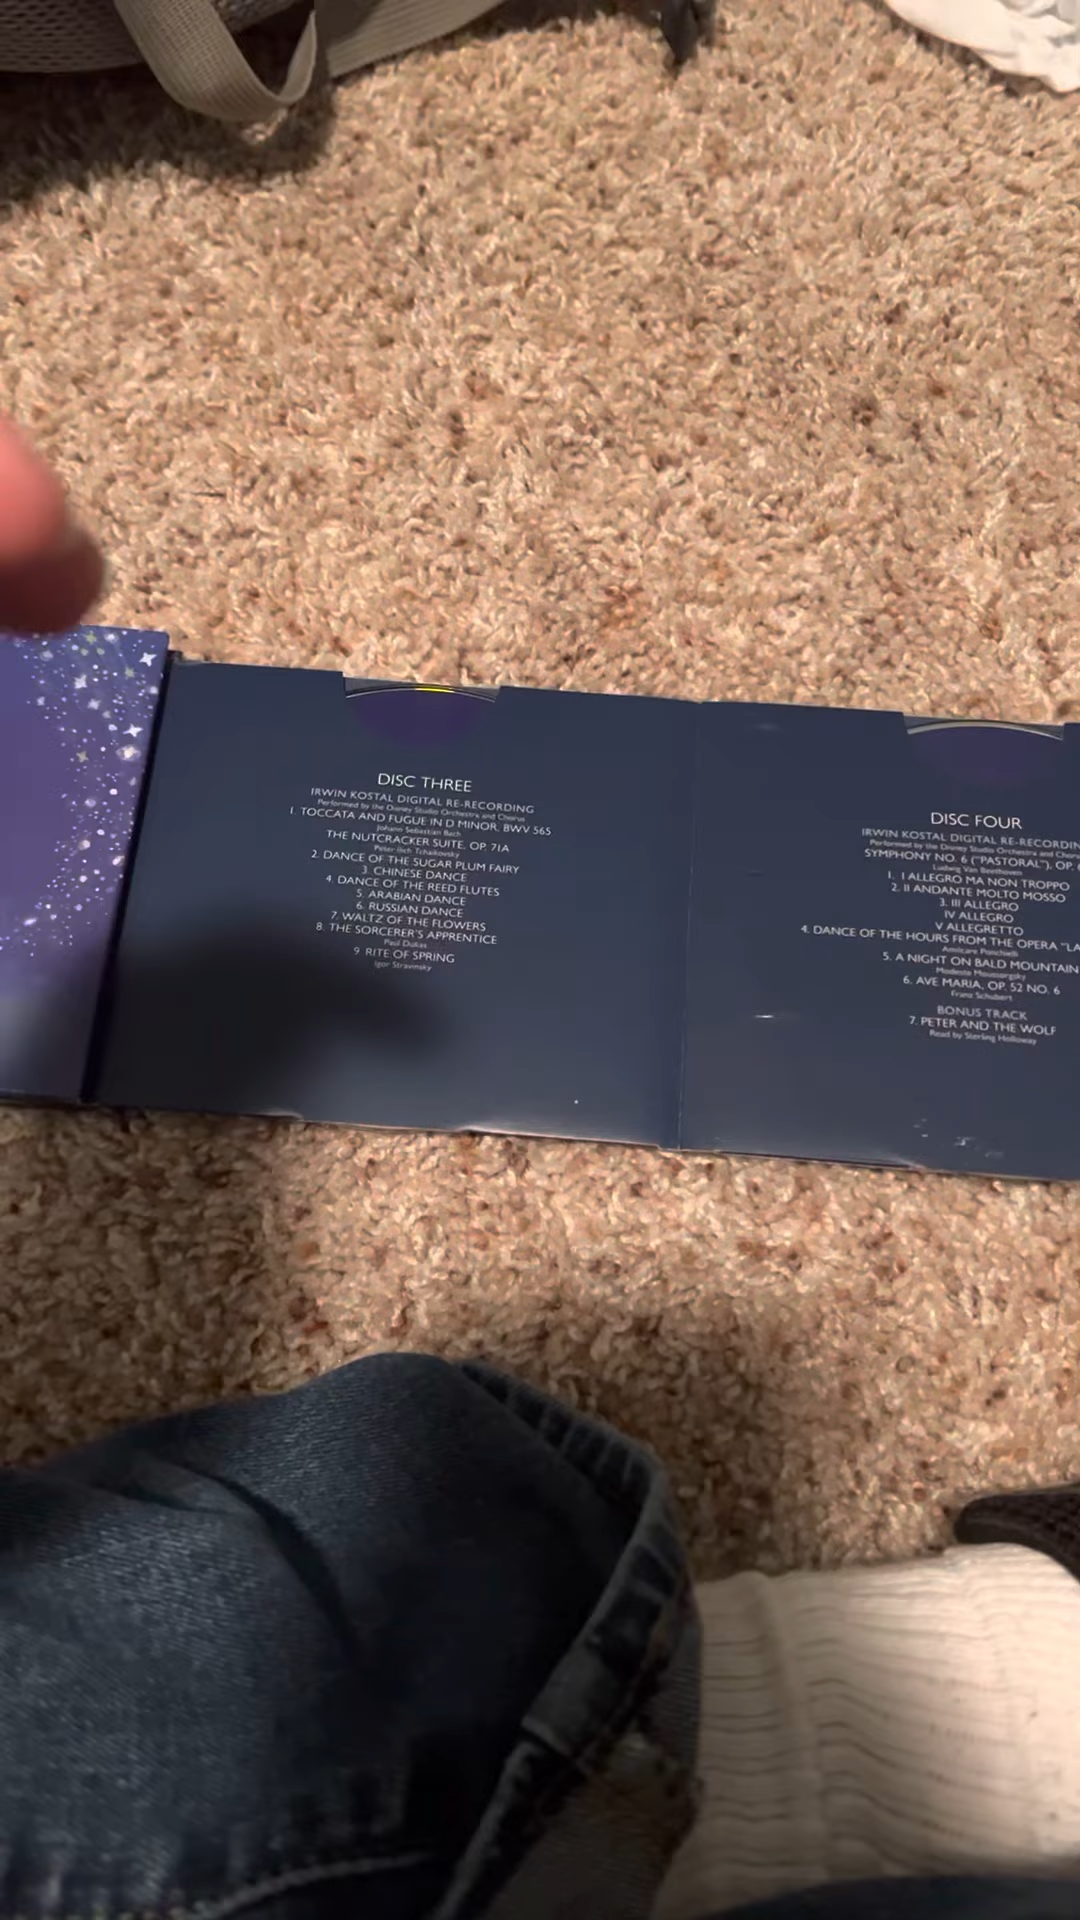 DISC THREE
IRWIN KOSTAL DIGITAL RE-RECORDING
Performed by the Disney Studio Orchestra and Chorus
1. TOCCATA AND FUGUE IN D MINOR, BWV 565
Johann Sebastian Bach
THE NUTCRACKER SUITE, OP. 71A
Peter Ilich Tchaikovsky
2. DANCE OF THE SUGAR PLUM FAIRY
3. CHINESE DANCE
4. DANCE OF THE REED FLUTES
5. ARABIAN DANCE
6. RUSSIAN DANCE
7. WALTZ OF THE FLOWERS
8. THE SORCERER'S APPRENTICE
Paul Dukas
9. RITE OF SPRING
Igor Stravinsky
DISC FOUR
IRWIN KOSTAL DIGITAL RE-RECORDIN
Performed by the Disney Studio Orchestra and Chorus
SYMPHONY NO. 6 ("PASTORAL"), OP.
Ludwig Van Beethoven
1. I ALLEGRO MA NON TROPPO
2. II ANDANTE MOLTO MOSSO
3. III ALLEGRO
IV ALLEGRO
V ALLEGRETTO
4. DANCE OF THE HOURS FROM THE OPERA "LA
Amilcare Ponchielli
5. A NIGHT ON BALD MOUNTAIN
Modeste Moussorgsky
6. AVE MARIA, OP. 52 NO. 6
Franz Schubert
BONUS TRACK
7. PETER AND THE WOLF
Read by Sterling Holloway